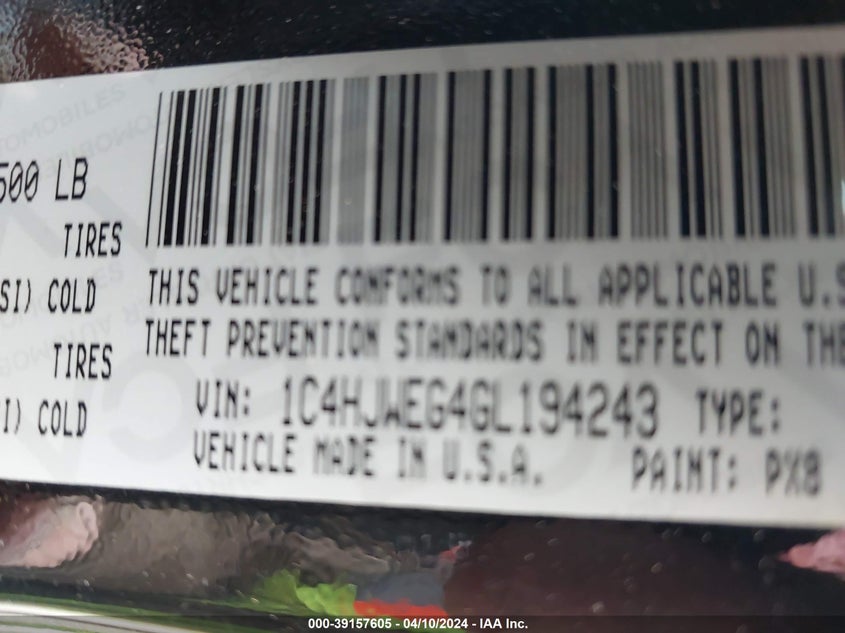 500 LB
TIRES
SI) COLD
TIRES
I) COLD
THIS VEHICLE CONFORMS TO ALL APPLICABLE U.S
THEFT PREVENTION STANDARDS IN EFFECT ON THE
VIN: 1C4HJWEG4GL194243 TYPE:
VEHICLE MADE IN U.S.A. PAINT: PX8
000-39157605 - 04/10/2024 - IAA Inc.